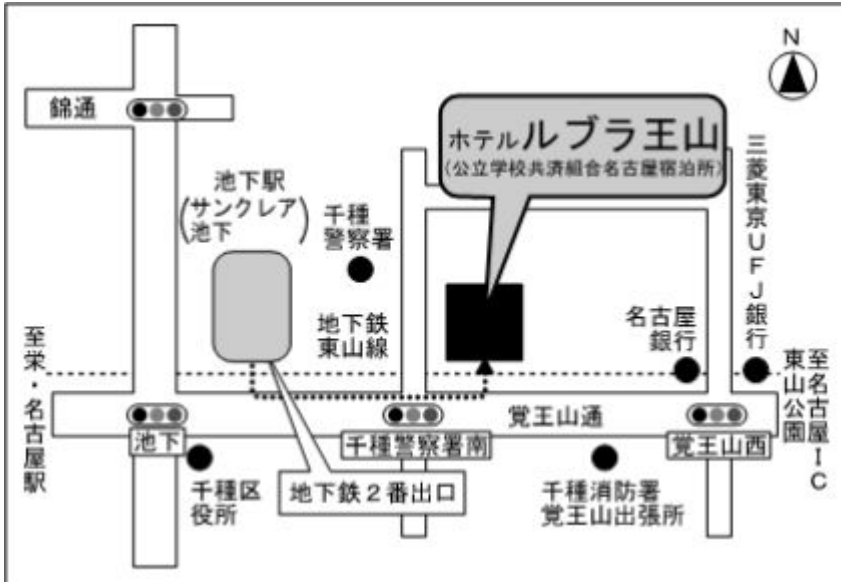 N
錦通
ホテル ルブラ王山
(公立学校共済組合名古屋宿泊所)
三菱東京UFJ銀行
池下駅
(サンクレア
池下)
千種
警察署
地下鉄
東山線
名古屋
銀行
至栄・名古屋駅
至名古屋IC
東山公園
覚王山通
池下
千種警察署南
覚王山西
千種区
役所
地下鉄2番出口
千種消防署
覚王山出張所